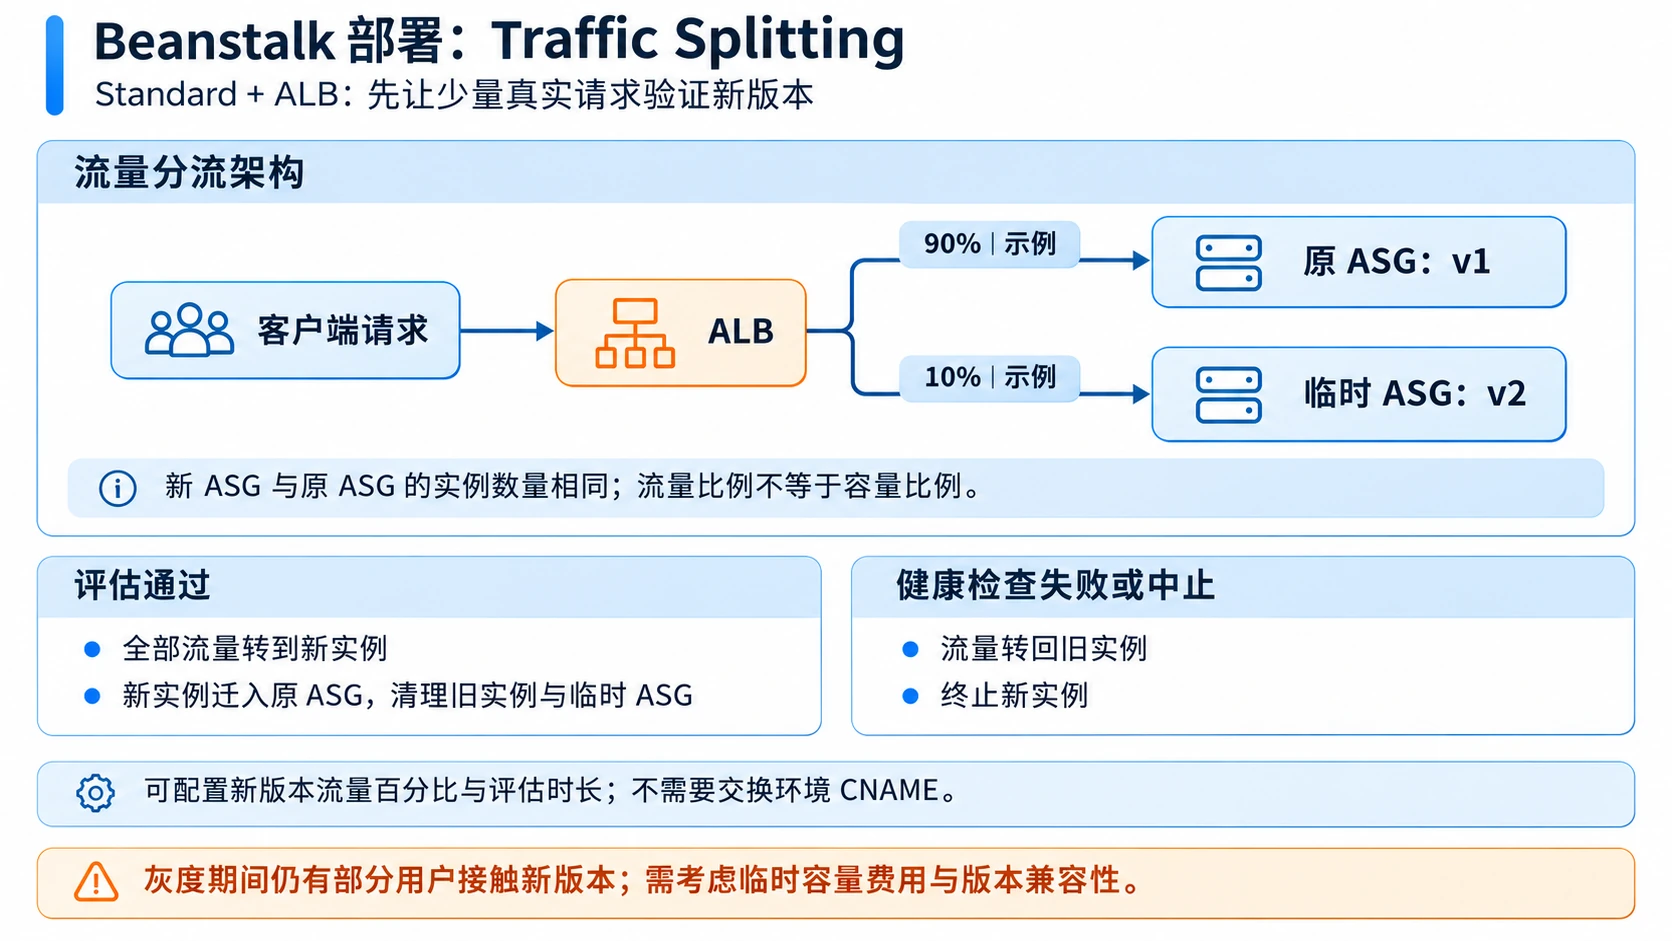 Beanstalk 部署：Traffic Splitting
Standard + ALB：先让少量真实请求验证新版本
流量分流架构
客户端请求
ALB
90% | 示例
原 ASG：v1
10% | 示例
临时 ASG：v2
新 ASG 与原 ASG 的实例数量相同；流量比例不等于容量比例。
评估通过
全部流量转到新实例
新实例迁入原 ASG，清理旧实例与临时 ASG
健康检查失败或中止
流量转回旧实例
终止新实例
可配置新版本流量百分比与评估时长；不需要交换环境 CNAME。
灰度期间仍有部分用户接触新版本；需考虑临时容量费用与版本兼容性。